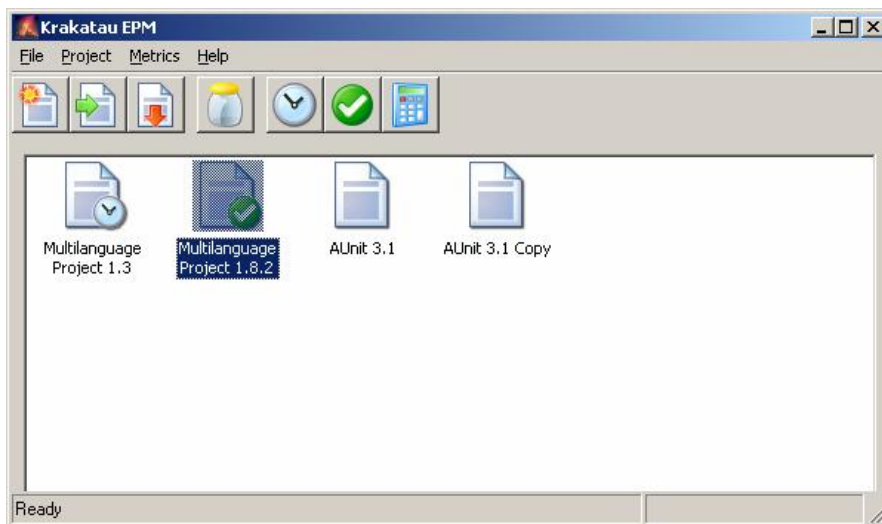 Krakatau EPM
File Project Metrics Help
Multilanguage
Project 1.3
Multilanguage
Project 1.8.2
AUnit 3.1
AUnit 3.1 Copy
Ready